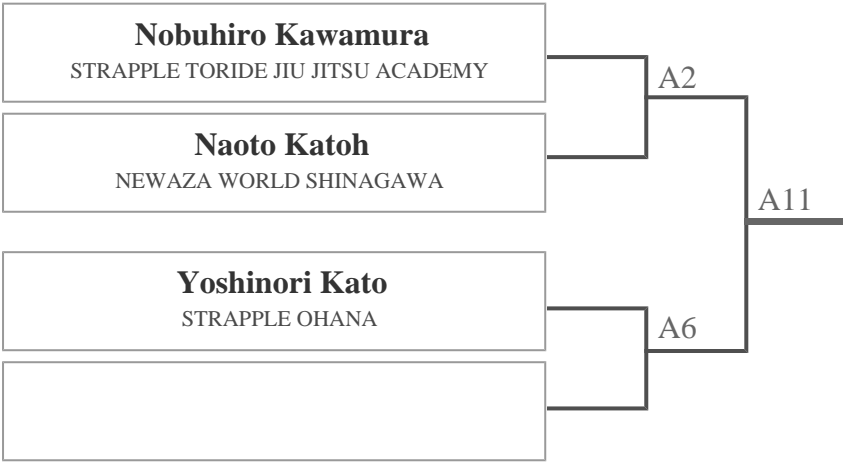 Nobuhiro Kawamura
STRAPPLE TORIDE JIU JITSU ACADEMY
A2
Naoto Katoh
NEWAZA WORLD SHINAGAWA
A11
Yoshinori Kato
STRAPPLE OHANA
A6